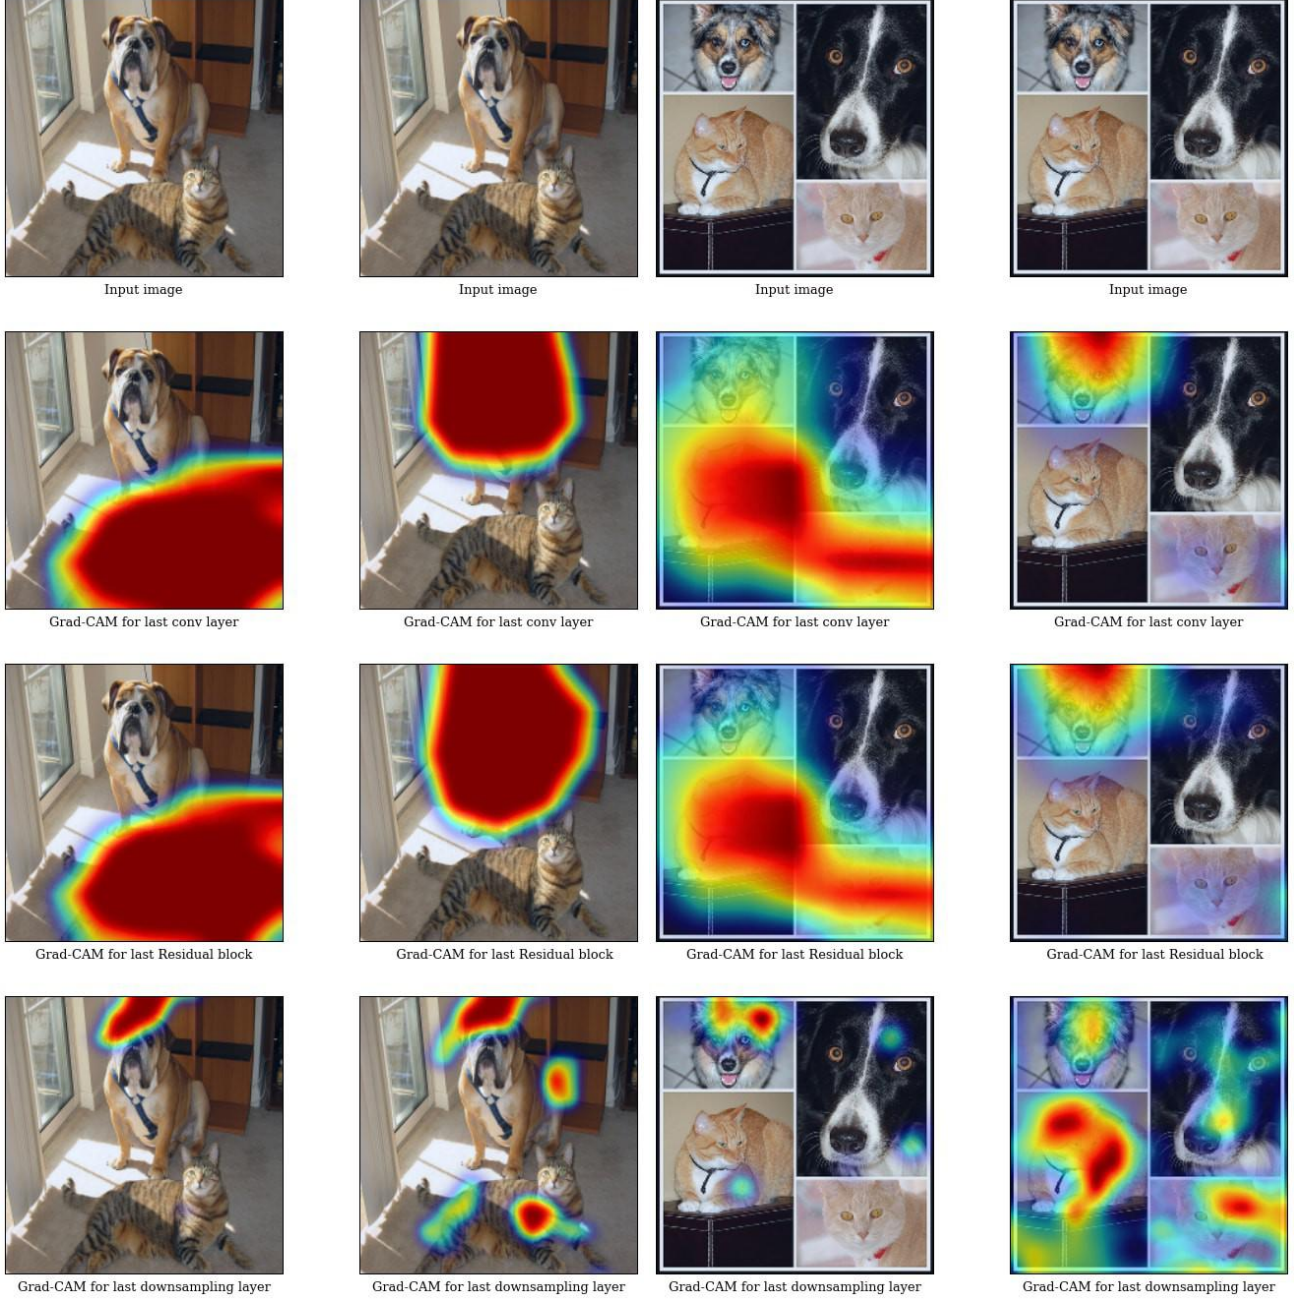 Input image
Input image
Input image
Input image
Grad-CAM for last conv layer
Grad-CAM for last conv layer
Grad-CAM for last conv layer
Grad-CAM for last conv layer
Grad-CAM for last Residual block
Grad-CAM for last Residual block
Grad-CAM for last Residual block
Grad-CAM for last Residual block
Grad-CAM for last downsampling layer
Grad-CAM for last downsampling layer
Grad-CAM for last downsampling layer
Grad-CAM for last downsampling layer